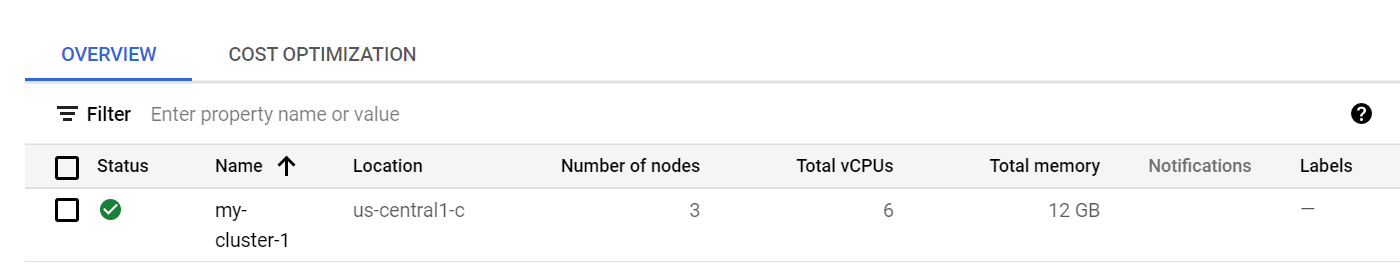 OVERVIEW COST OPTIMIZATION
Filter Enter property name or value ?
Status Name ↑ Location Number of nodes Total vCPUs Total memory Notifications Labels
my- us-central1-c 3 6 12 GB —
cluster-1